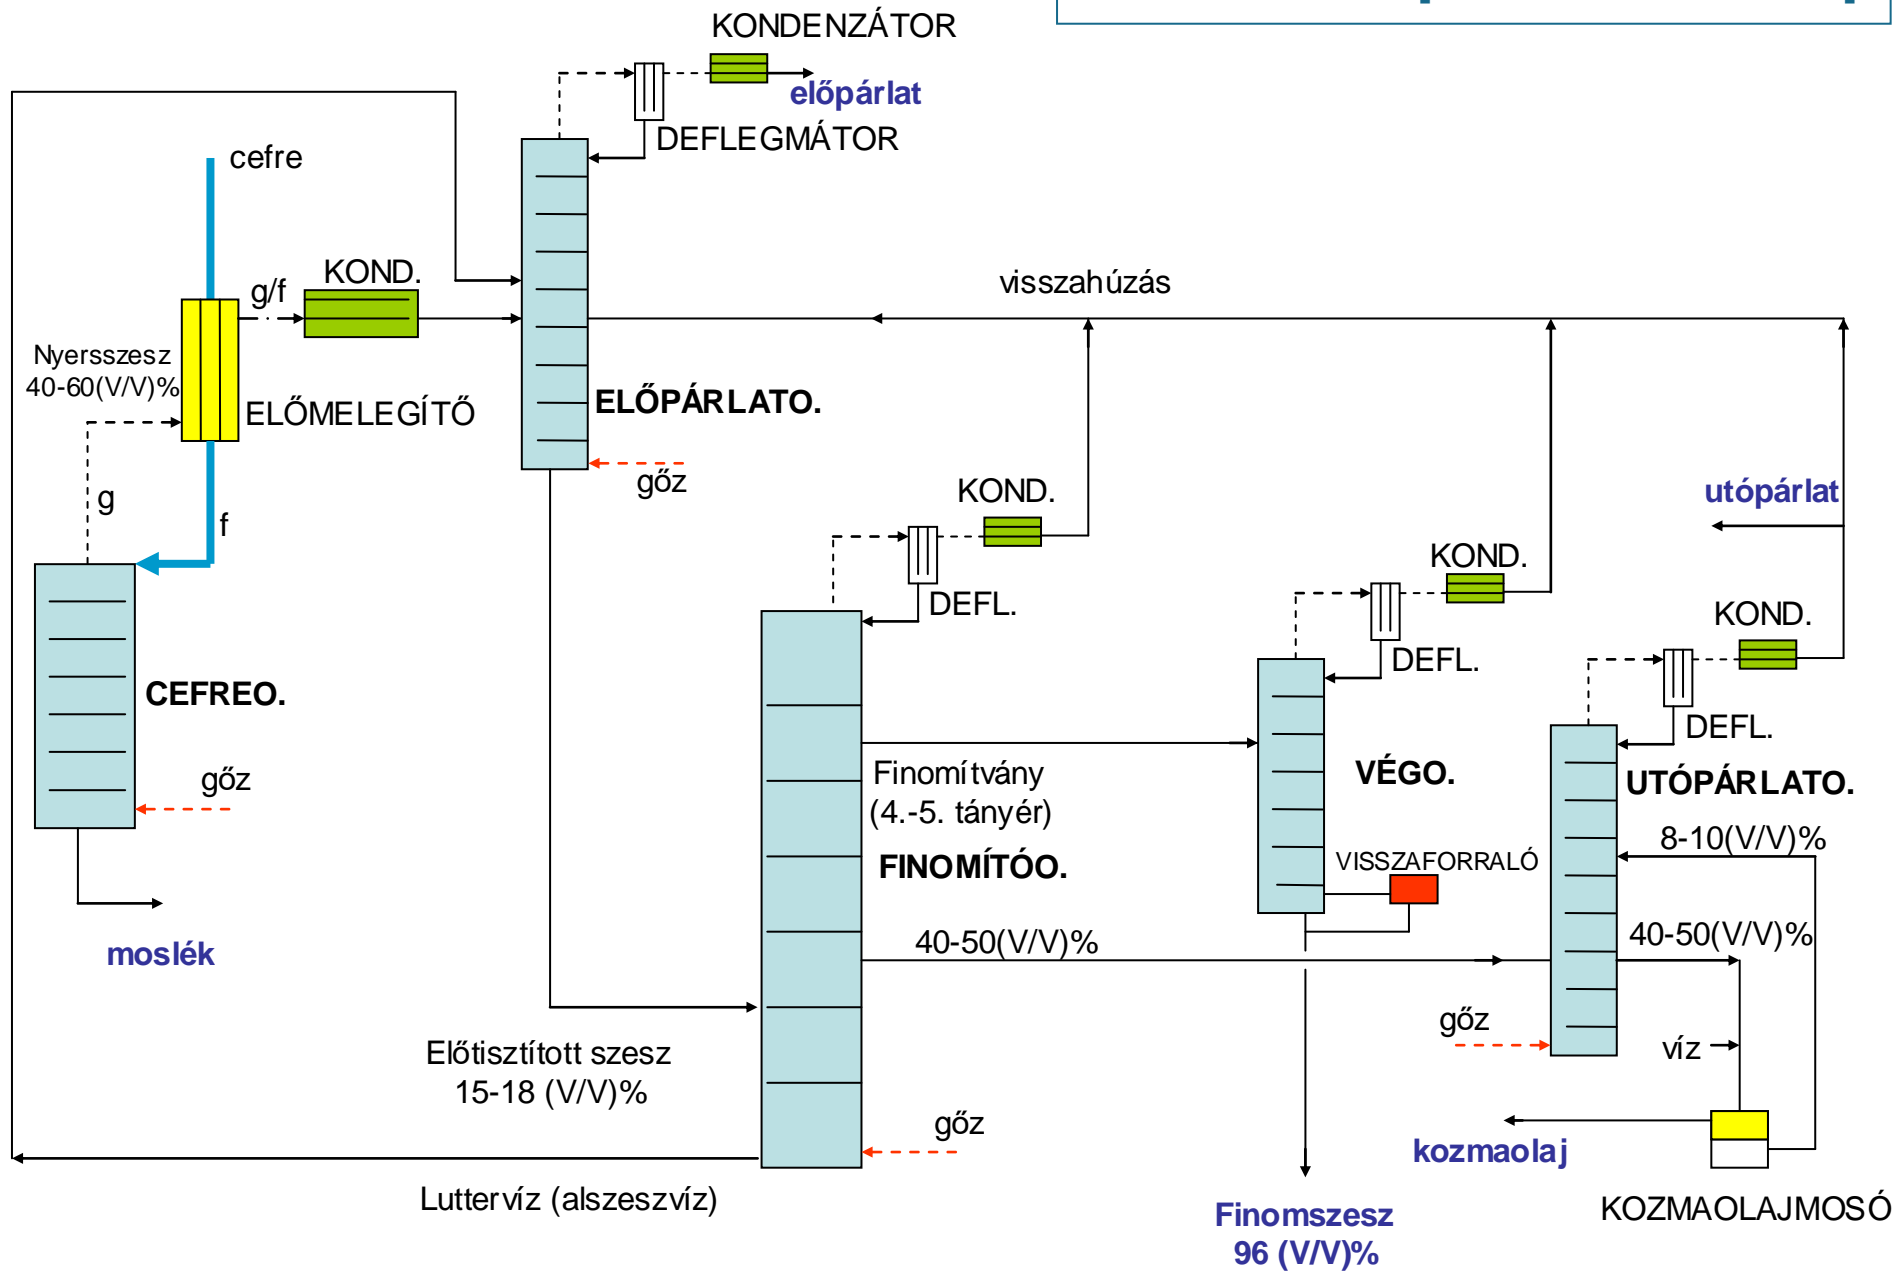 KONDENZÁTOR
előpárlat
DEFLEGMÁTOR
cefre
KOND.
g/f
visszahúzás
Nyersszesz
40-60(V/V)%
ELŐMELEGÍTŐ
ELŐPÁRLATO.
gőz
g
f
KOND.
utópárlat
KOND.
DEFL.
KOND.
DEFL.
CEFREO.
DEFL.
gőz
Finomítvány
(4.-5. tányér)
VÉGO.
UTÓPÁRLATO.
8-10(V/V)%
FINOMÍTÓO.
VISSZAFORRALÓ
moslék
40-50(V/V)%
40-50(V/V)%
gőz
víz
Előtisztított szesz
15-18 (V/V)%
gőz
kozmaolaj
Luttervíz (alszeszvíz)
Finomszesz
96 (V/V)%
KOZMAOLAJMOSÓ